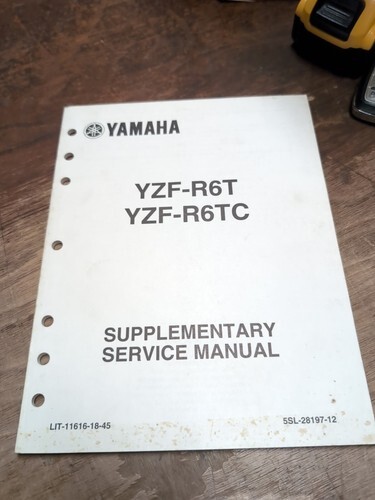 YAMAHA
YZF-R6T
YZF-R6TC
SUPPLEMENTARY
SERVICE MANUAL
LIT-11616-18-45
5SL-28197-12